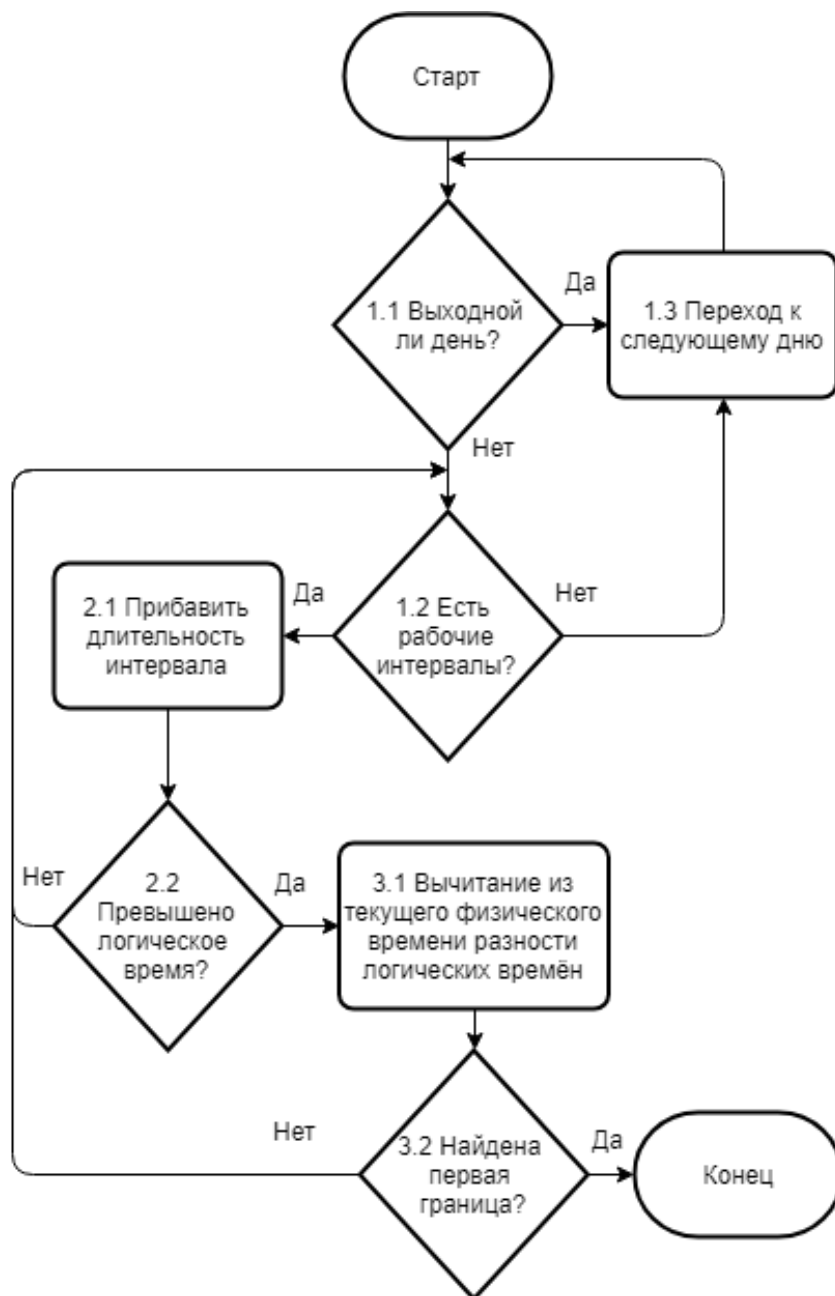 Старт
Да
1.1 Выходной
ли день?
1.3 Переход к
следующему дню
Нет
2.1 Прибавить
длительность
интервала
Да
1.2 Есть
рабочие
интервалы?
Нет
Нет
2.2
Превышено
логическое
время?
Да
3.1 Вычитание из
текущего физического
времени разности
логических времён
Нет
3.2 Найдена
первая
граница?
Да
Конец